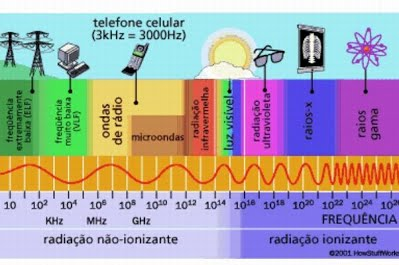 telefone celular
(3kHz = 3000Hz)
freqüência
extremamente
baixa (ELF)
freqüência
muito baixa
(VLF)
ondas
de rádio
microondas
radiação
infravermelha
luz visível
radiação
ultravioleta
raios-x
raios
gama
10 10² 10⁴ 10⁶ 10⁸ 10¹⁰ 10¹² 10¹⁴ 10¹⁶ 10¹⁸ 10²⁰ 10²² 10²⁴ 10²⁶
KHz MHz GHz FREQUÊNCIA
radiação não-ionizante radiação ionizante
©2001 HowStuffWorks